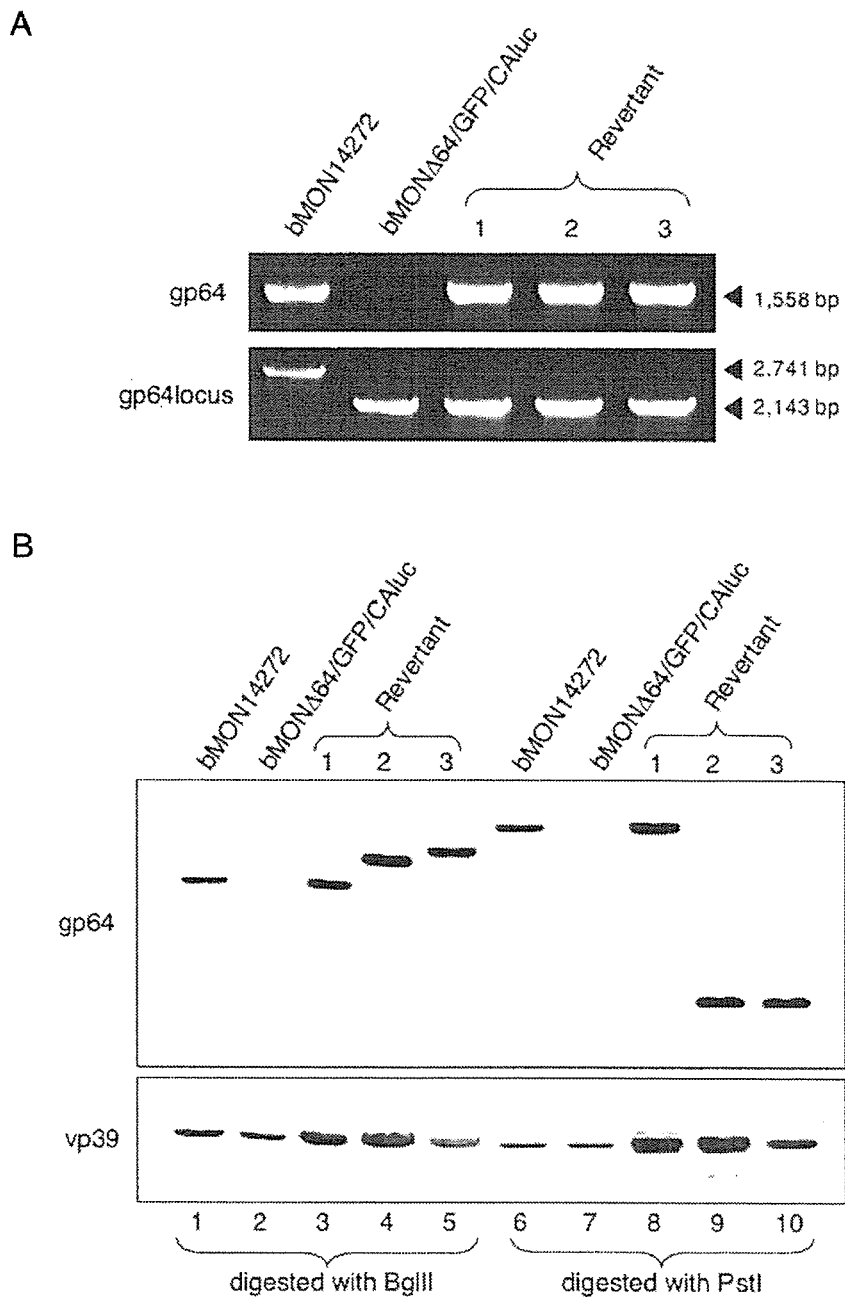 A
bMON14272
bMONΔ64/GFP/CAluc
Revertant
1 2 3
gp64
1,558 bp
gp64locus
2.741 bp
2,143 bp
B
bMON14272
bMONΔ64/GFP/CAluc
Revertant
bMON14272
bMONΔ64/GFP/CAluc
Revertant
1 2 3 1 2 3
gp64
vp39
1 2 3 4 5 6 7 8 9 10
digested with BglII
digested with PstI